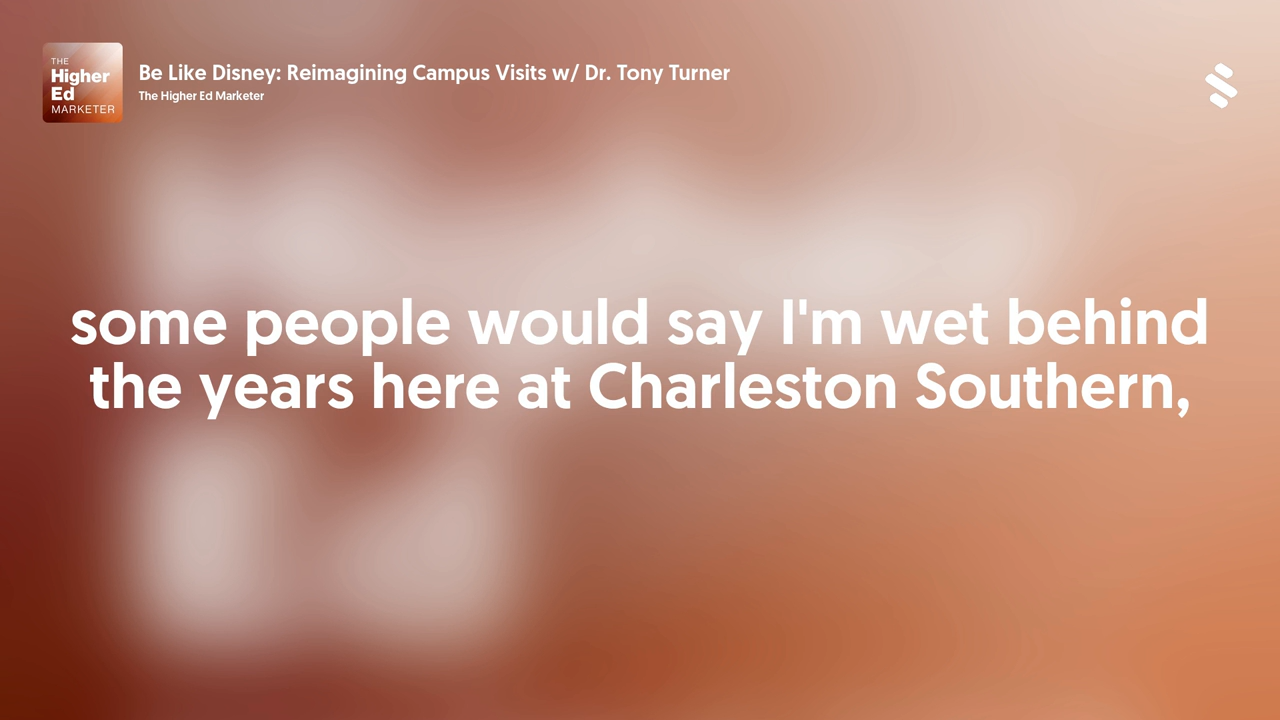 THE
Higher
Ed
MARKETER
Be Like Disney: Reimagining Campus Visits w/ Dr. Tony Turner
The Higher Ed Marketer
some people would say I'm wet behind
the years here at Charleston Southern,